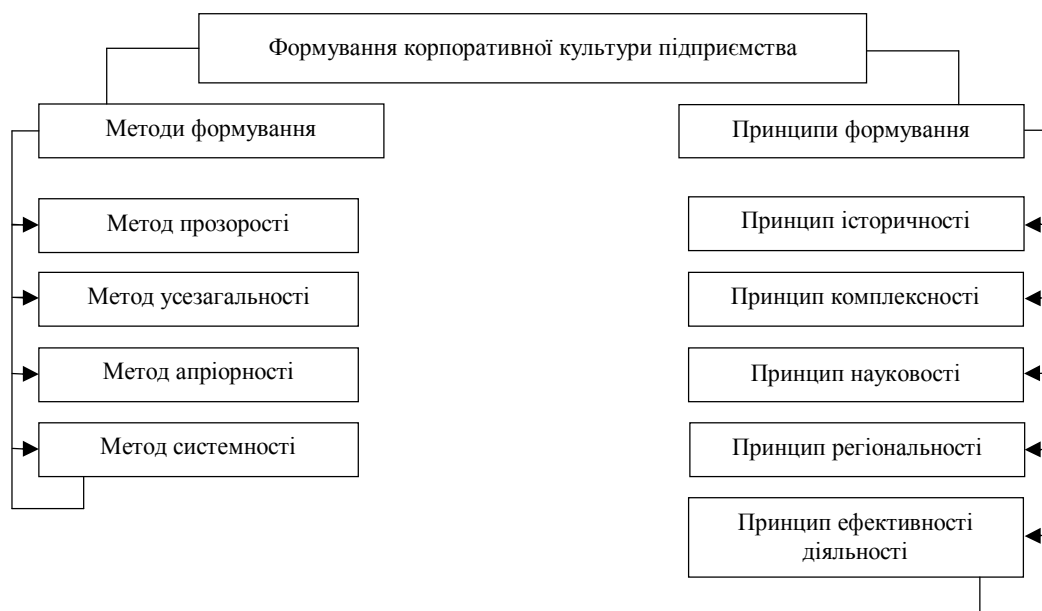 Формування корпоративної культури підприємства
Методи формування
Принципи формування
Метод прозорості
Принцип історичності
Метод усезагальності
Принцип комплексності
Метод апріорності
Принцип науковості
Метод системності
Принцип регіональності
Принцип ефективності
діяльності